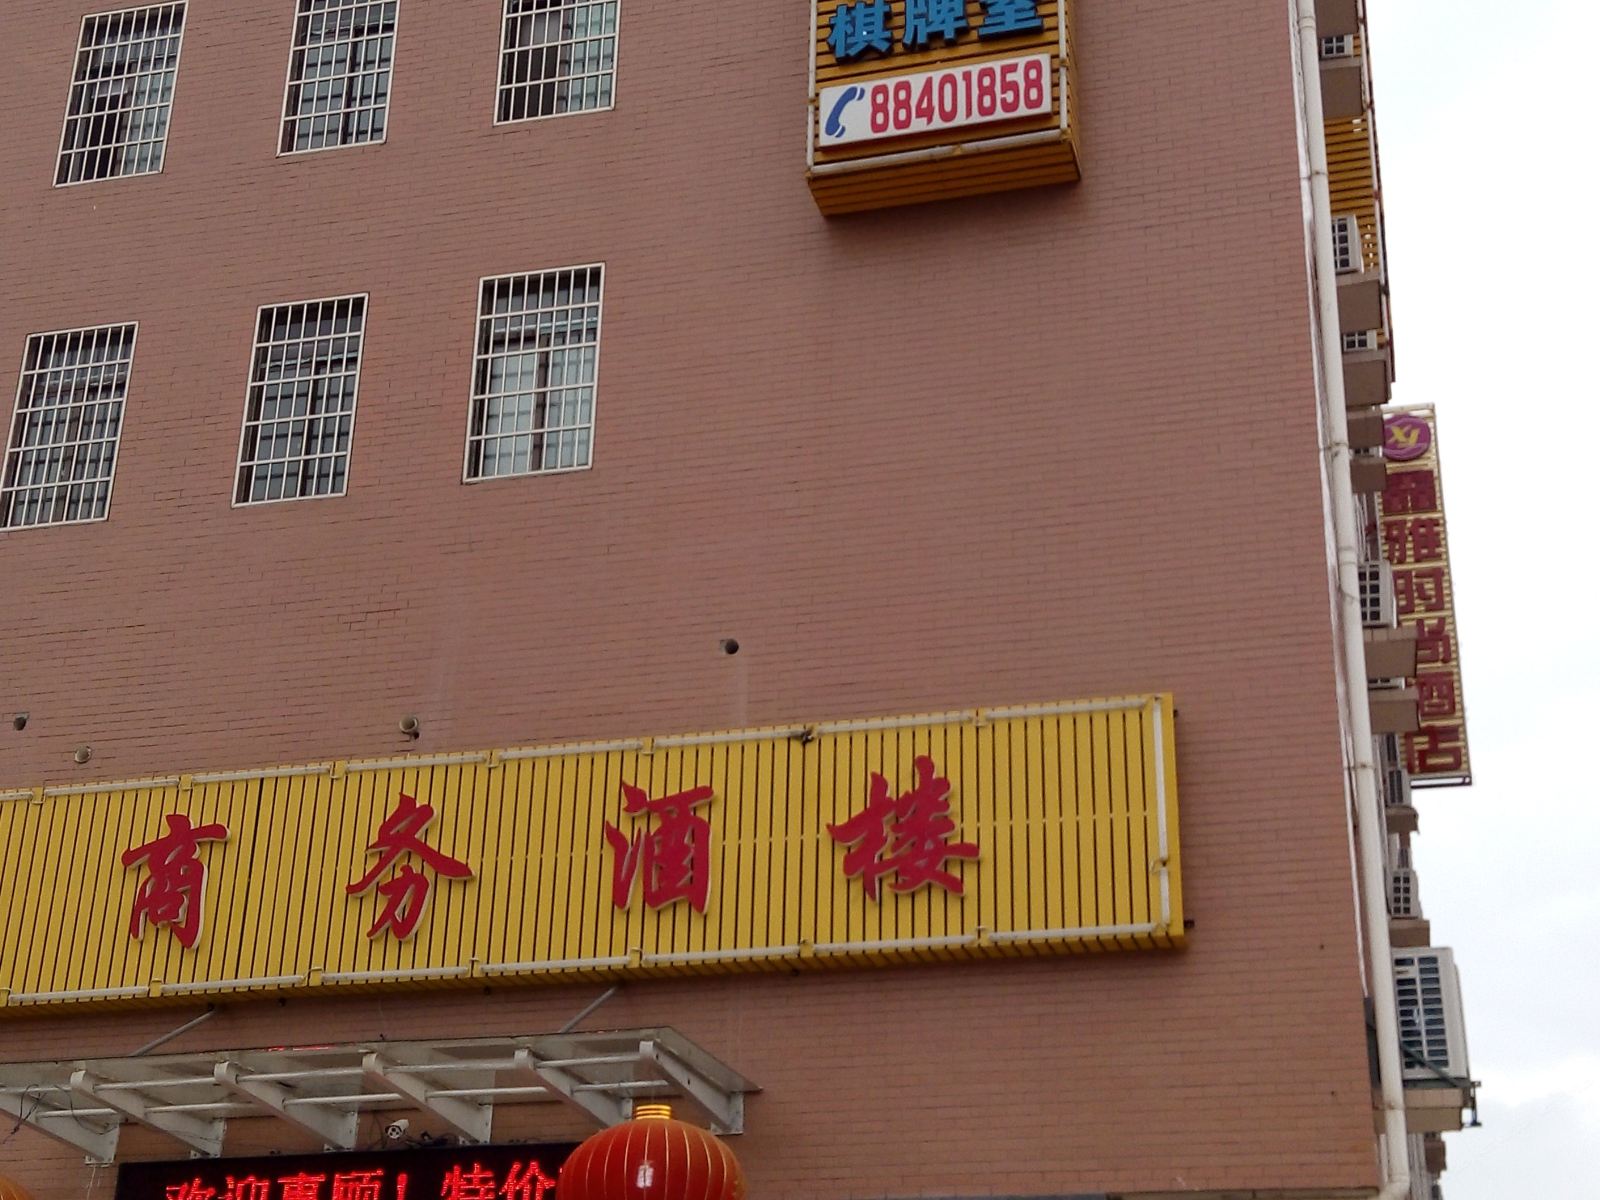 棋牌室
88401858
XY
鑫雅时尚酒店
商务酒楼
欢迎惠顾！特价